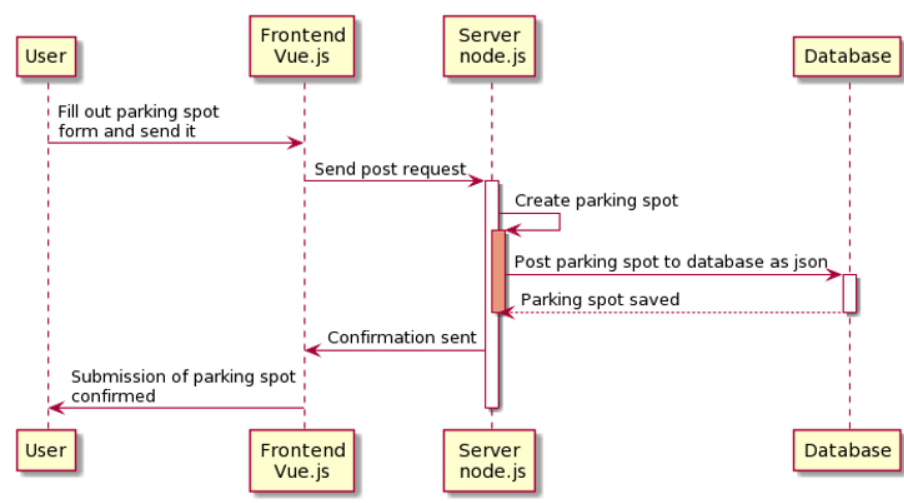 User
Frontend
Vue.js
Server
node.js
Database
Fill out parking spot
form and send it
Send post request
Create parking spot
Post parking spot to database as json
Parking spot saved
Confirmation sent
Submission of parking spot
confirmed
User
Frontend
Vue.js
Server
node.js
Database